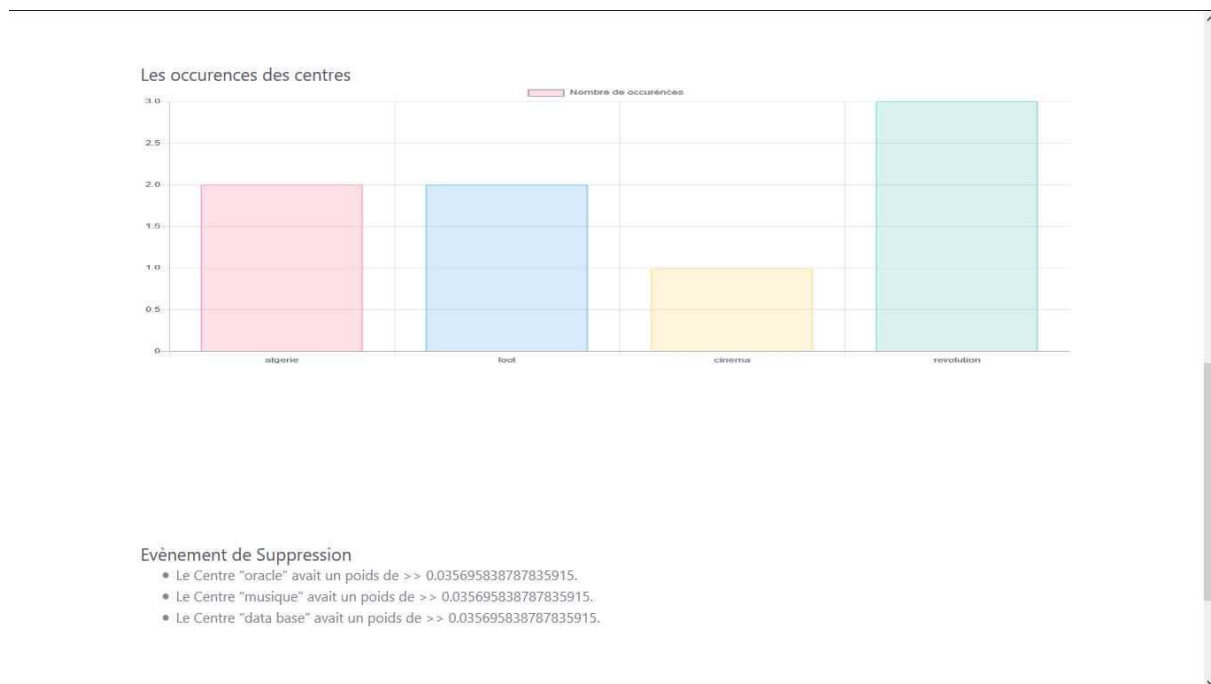 Les occurences des centres
Nombre de occurences
3.0
2.5
2.0
1.5
1.0
0.5
0
algerie foot cinema revolution
Evènement de Suppression
Le Centre "oracle" avait un poids de >> 0.035695838787835915.
Le Centre "musique" avait un poids de >> 0.035695838787835915.
Le Centre "data base" avait un poids de >> 0.035695838787835915.